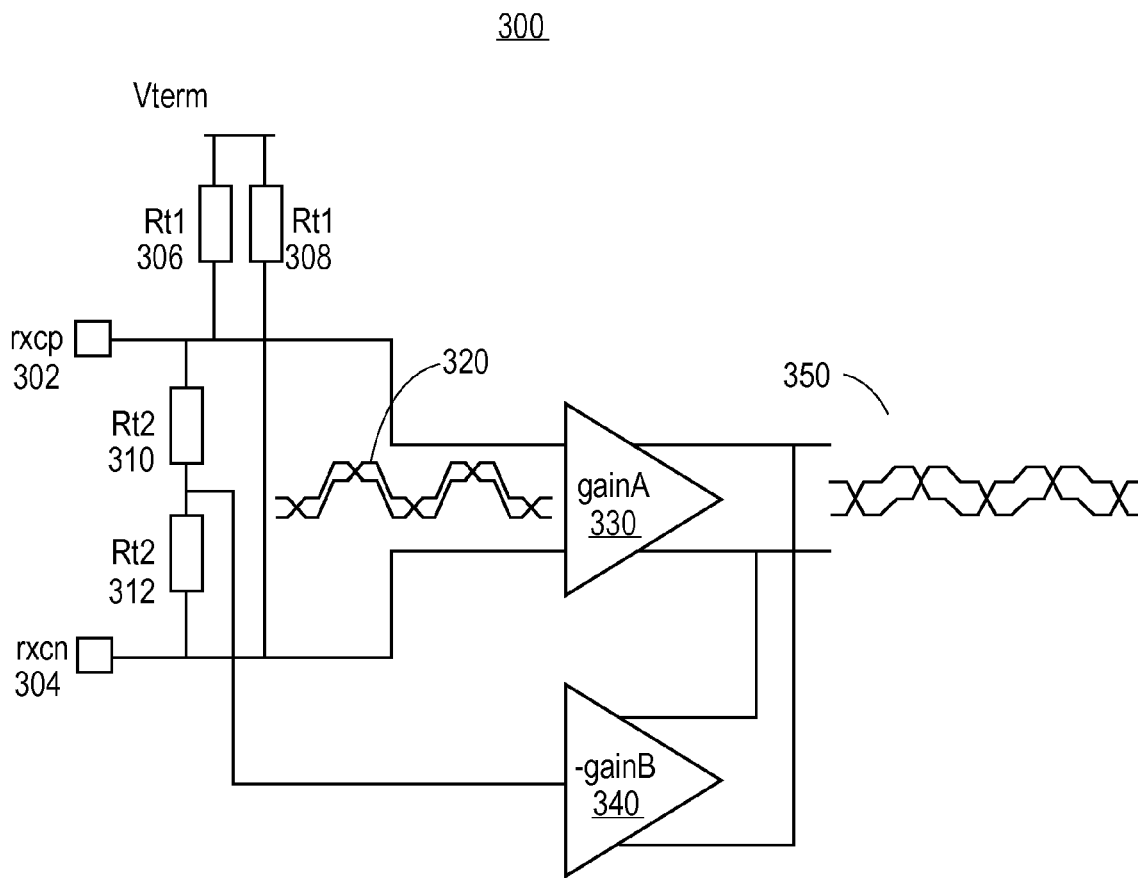 300
Vterm
Rt1
306
Rt1
308
rxcp
302
320
350
Rt2
310
gainA
330
Rt2
312
rxcn
304
-gainB
340